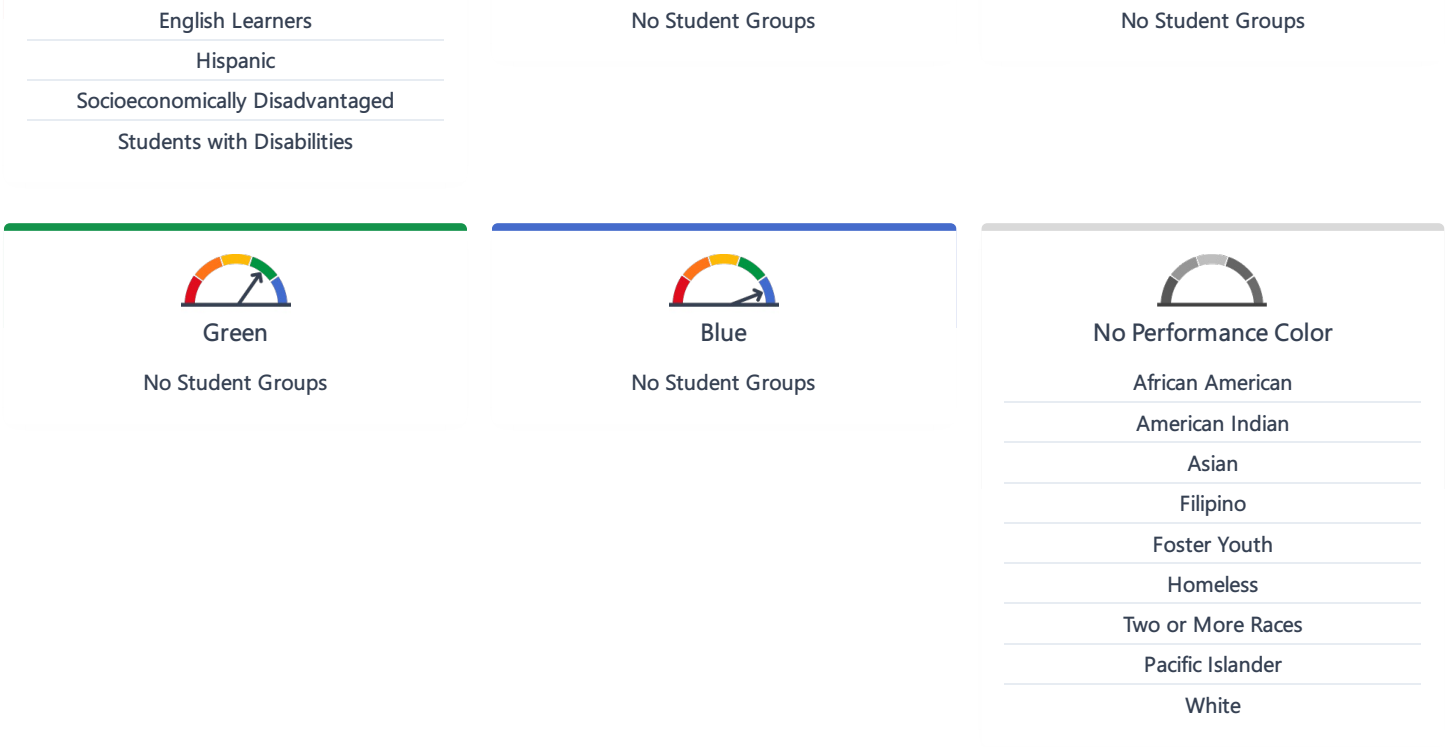 English Learners
Hispanic
Socioeconomically Disadvantaged
Students with Disabilities
No Student Groups
No Student Groups
Green
No Student Groups
Blue
No Student Groups
No Performance Color
African American
American Indian
Asian
Filipino
Foster Youth
Homeless
Two or More Races
Pacific Islander
White